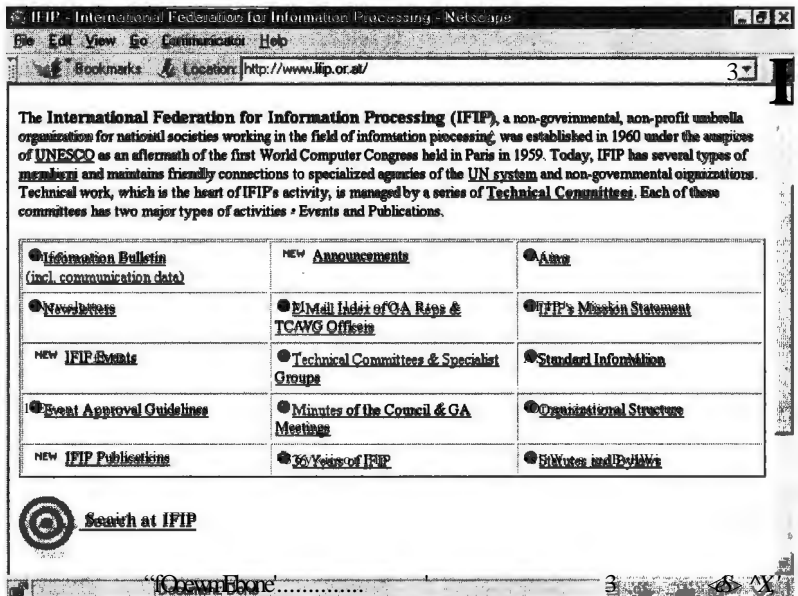 IFIP - International Federation for Information Processing - Netscape
File Edit View Go Communicator Help
Bookmarks Location: http://www.ifip.or.at/
The International Federation for Information Processing (IFIP), a non-governmental, non-profit umbrella
organization for national societies working in the field of information processing, was established in 1960 under the auspices
of UNESCO as an aftermath of the first World Computer Congress held in Paris in 1959. Today, IFIP has several types of
members and maintains friendly connections to specialized agencies of the UN system and non-governmental organizations.
Technical work, which is the heart of IFIP's activity, is managed by a series of Technical Committees. Each of these
committees has two major types of activities - Events and Publications.
Information Bulletin NEW Announcements Aims
(incl. communication data)
Newsletters E-Mail Index of GA Reps & IFIP's Mission Statement
TC/WG Officers
NEW IFIP Events Technical Committees & Specialist Standard Information
Groups
Event Approval Guidelines Minutes of the Council & GA Organizational Structure
Meetings
NEW IFIP Publications 36 Years of IFIP Statutes and Bylaws
Search at IFIP